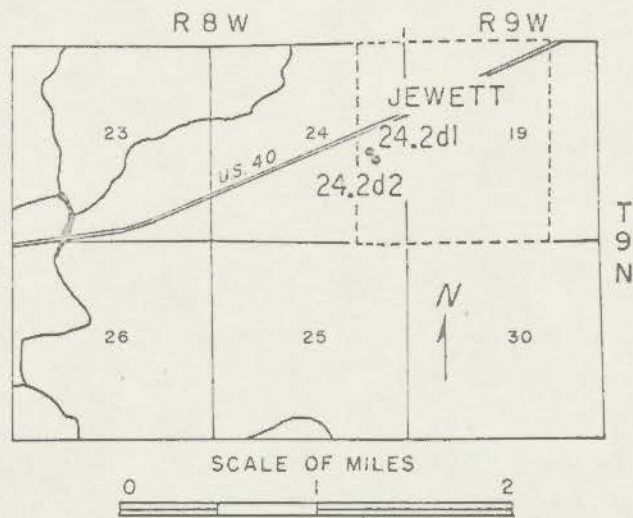 R 8 W R 9 W
JEWETT
23 24 24.2d1 19
U.S. 40
24.2d2
T
9
N
N
26 25 30
SCALE OF MILES
0 1 2